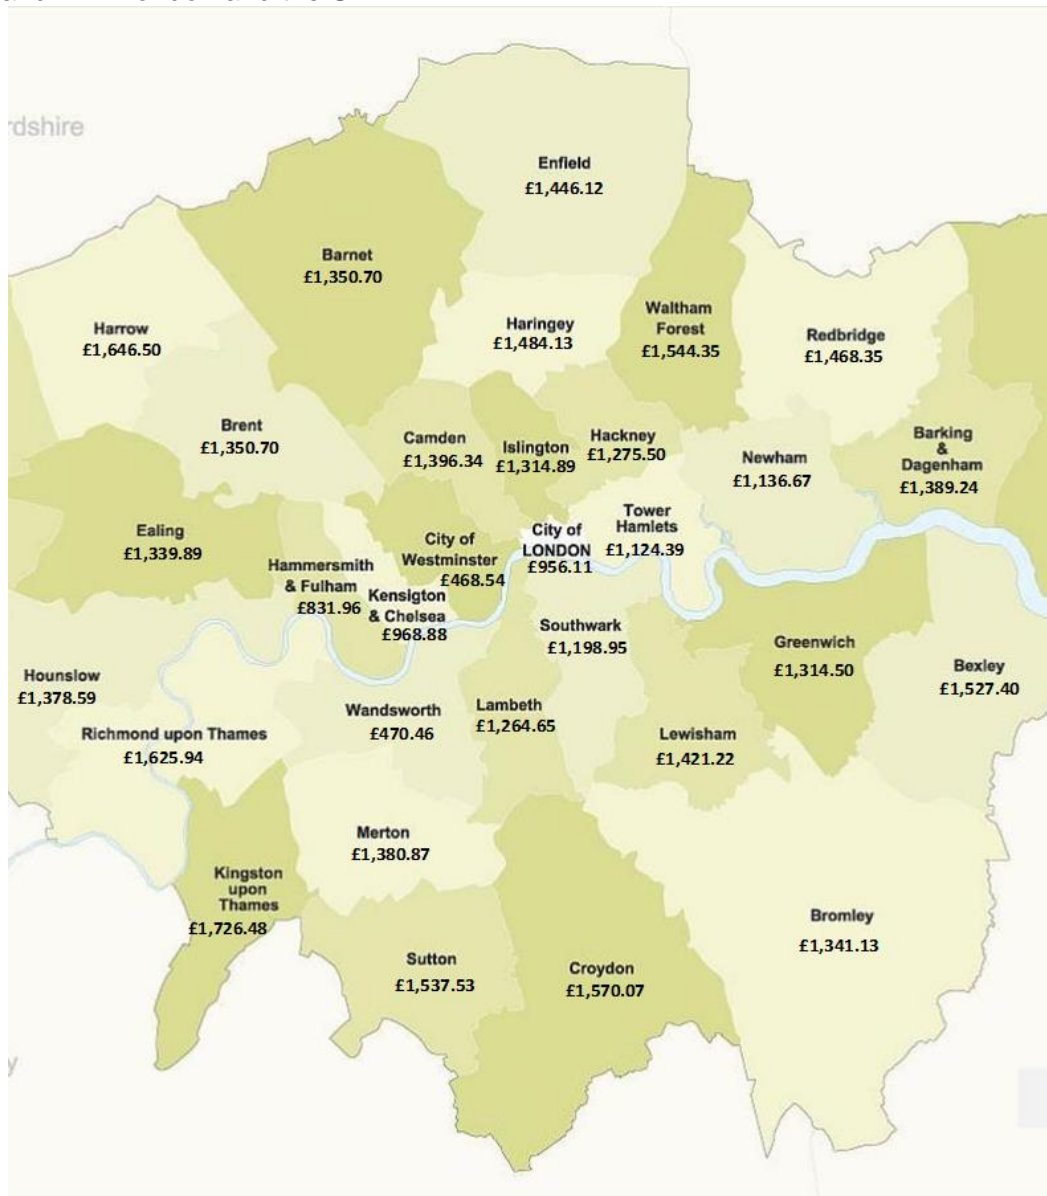 rdshire
Enfield
£1,446.12
Barnet
£1,350.70
Waltham
Forest
£1,544.35
Haringey
£1,484.13
Harrow
£1,646.50
Redbridge
£1,468.35
Brent
£1,350.70
Camden
£1,396.34
Islington
£1,314.89
Hackney
£1,275.50
Newham
£1,136.67
Barking
&
Dagenham
£1,389.24
Ealing
£1,339.89
Hammersmith
& Fulham
£831.96
City of
Westminster
£468.54
City of
LONDON
£956.11
Tower
Hamlets
£1,124.39
Kensigton
& Chelsea
£968.88
Southwark
£1,198.95
Greenwich
£1,314.50
Bexley
£1,527.40
Hounslow
£1,378.59
Richmond upon Thames
£1,625.94
Wandsworth
£470.46
Lambeth
£1,264.65
Lewisham
£1,421.22
Merton
£1,380.87
Kingston
upon
Thames
£1,726.48
Bromley
£1,341.13
Sutton
£1,537.53
Croydon
£1,570.07
y